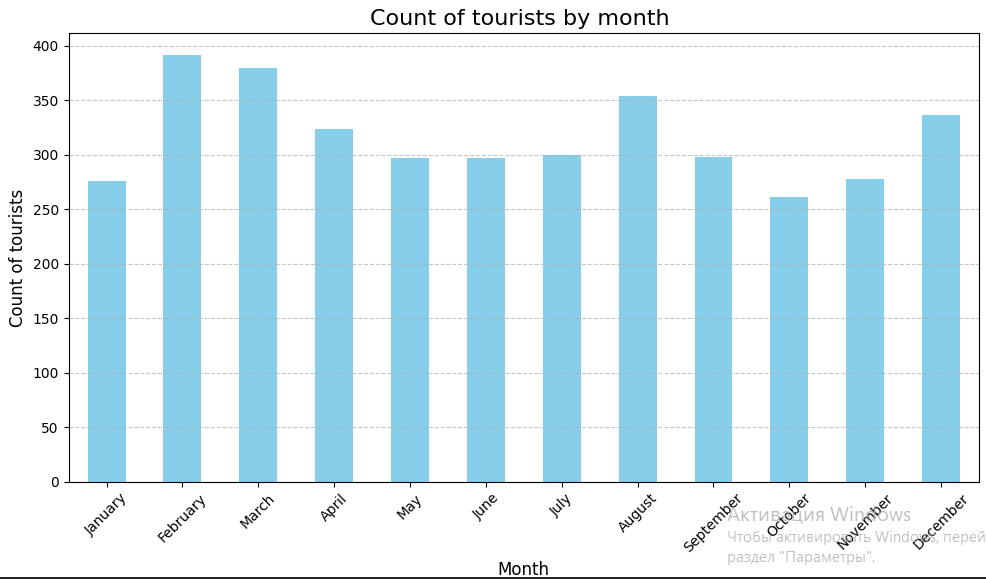 Count of tourists by month
Count of tourists
400
350
300
250
200
150
100
50
0
January
February
March
April
May
June
July
August
September
October
November
December
Month
Активация Windows
Чтобы активировать Windows, перей
раздел "Параметры".